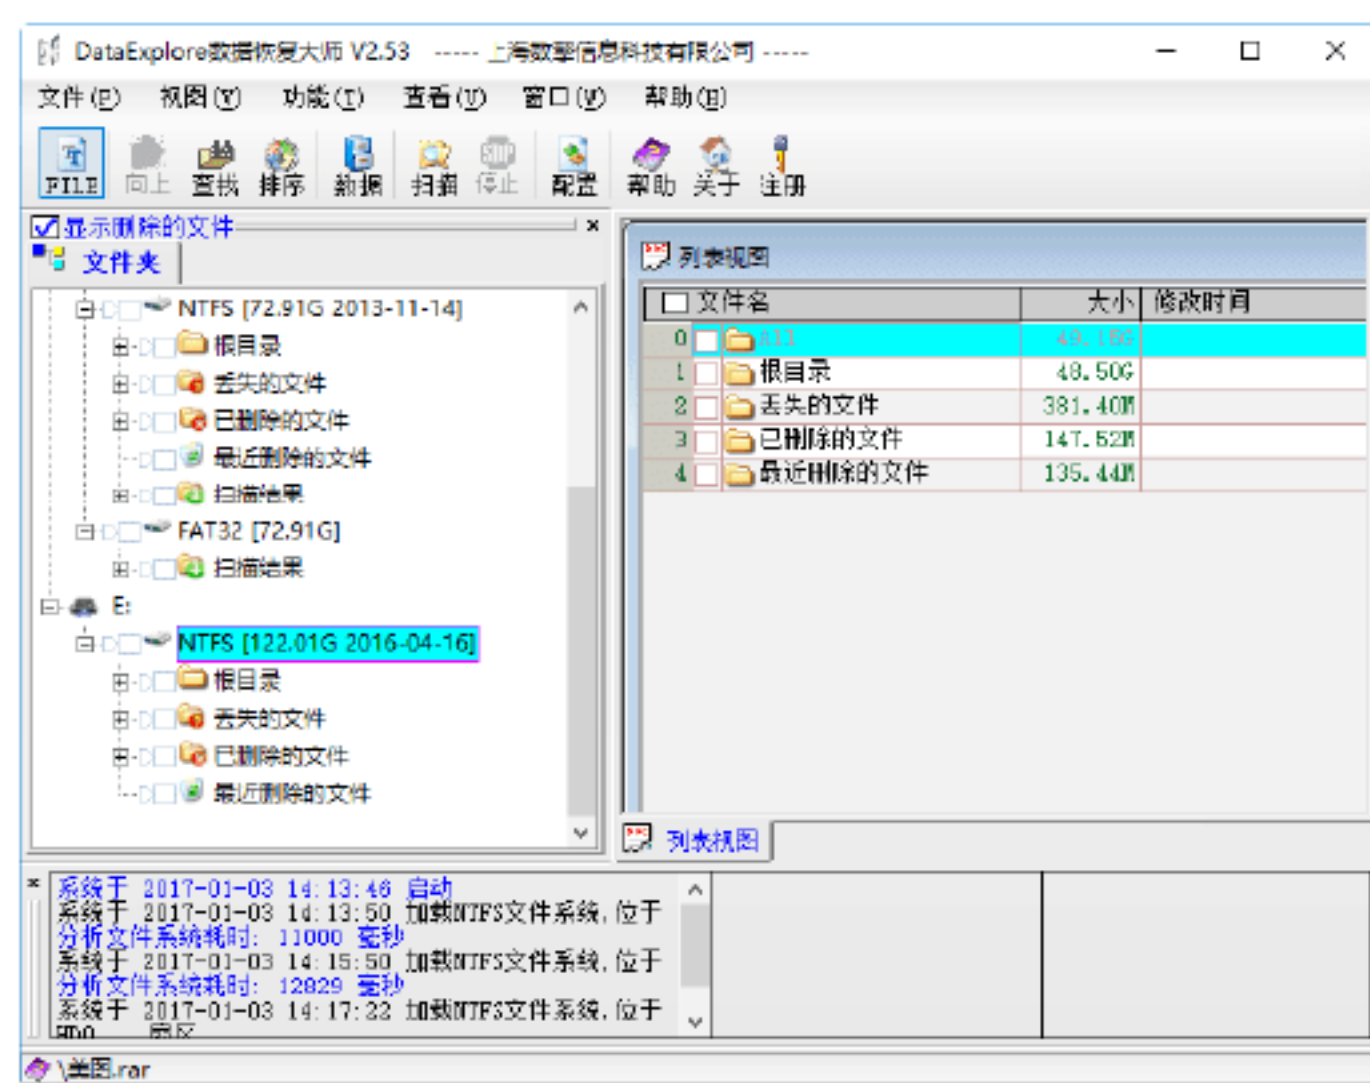 DataExplore数据恢复大师 V2.53 ----- 上海数擎信息科技有限公司 -----
文件(F) 视图(Y) 功能(T) 查看(U) 窗口(W) 帮助(H)
FILE 向上 查找 排序 数据 扫描 停止 配置 帮助 关于 注册
显示删除的文件
文件夹
NTFS [72.91G 2013-11-14]
根目录
丢失的文件
已删除的文件
最近删除的文件
扫描结果
FAT32 [72.91G]
扫描结果
E:
NTFS [122.01G 2016-04-16]
根目录
丢失的文件
已删除的文件
最近删除的文件
列表视图
文件名 大小 修改时间
0 All 49.15G
1 根目录 48.50G
2 丢失的文件 381.40M
3 已删除的文件 147.52M
4 最近删除的文件 135.44M
列表视图
系统于 2017-01-03 14:13:46 启动
系统于 2017-01-03 14:13:50 加载NTFS文件系统,位于
分析文件系统耗时: 11000 毫秒
系统于 2017-01-03 14:15:50 加载NTFS文件系统,位于
分析文件系统耗时: 12829 毫秒
系统于 2017-01-03 14:17:22 加载NTFS文件系统,位于
HD0 扇区
\美图.rar